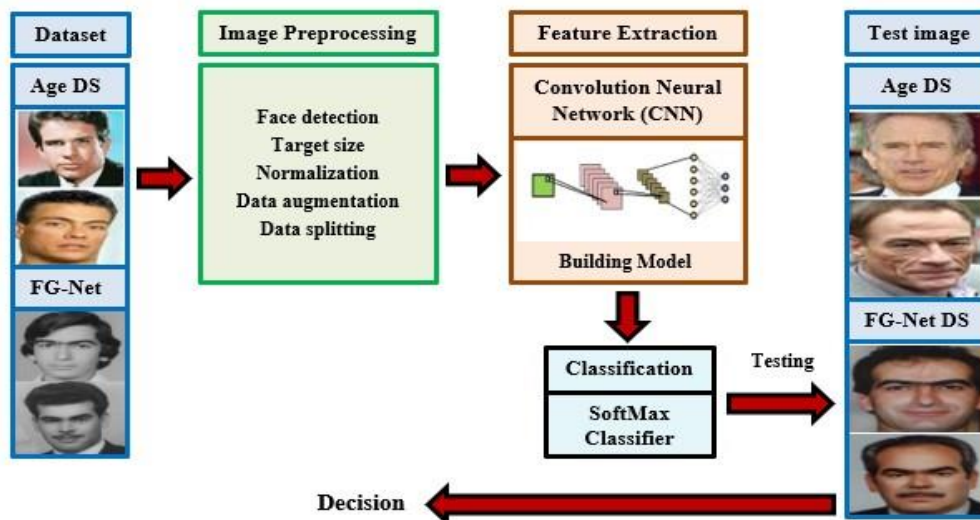 Dataset
Age DS
FG-Net
Image Preprocessing
Face detection
Target size
Normalization
Data augmentation
Data splitting
Feature Extraction
Convolution Neural
Network (CNN)
Building Model
Classification
SoftMax
Classifier
Testing
Test image
Age DS
FG-Net DS
Decision